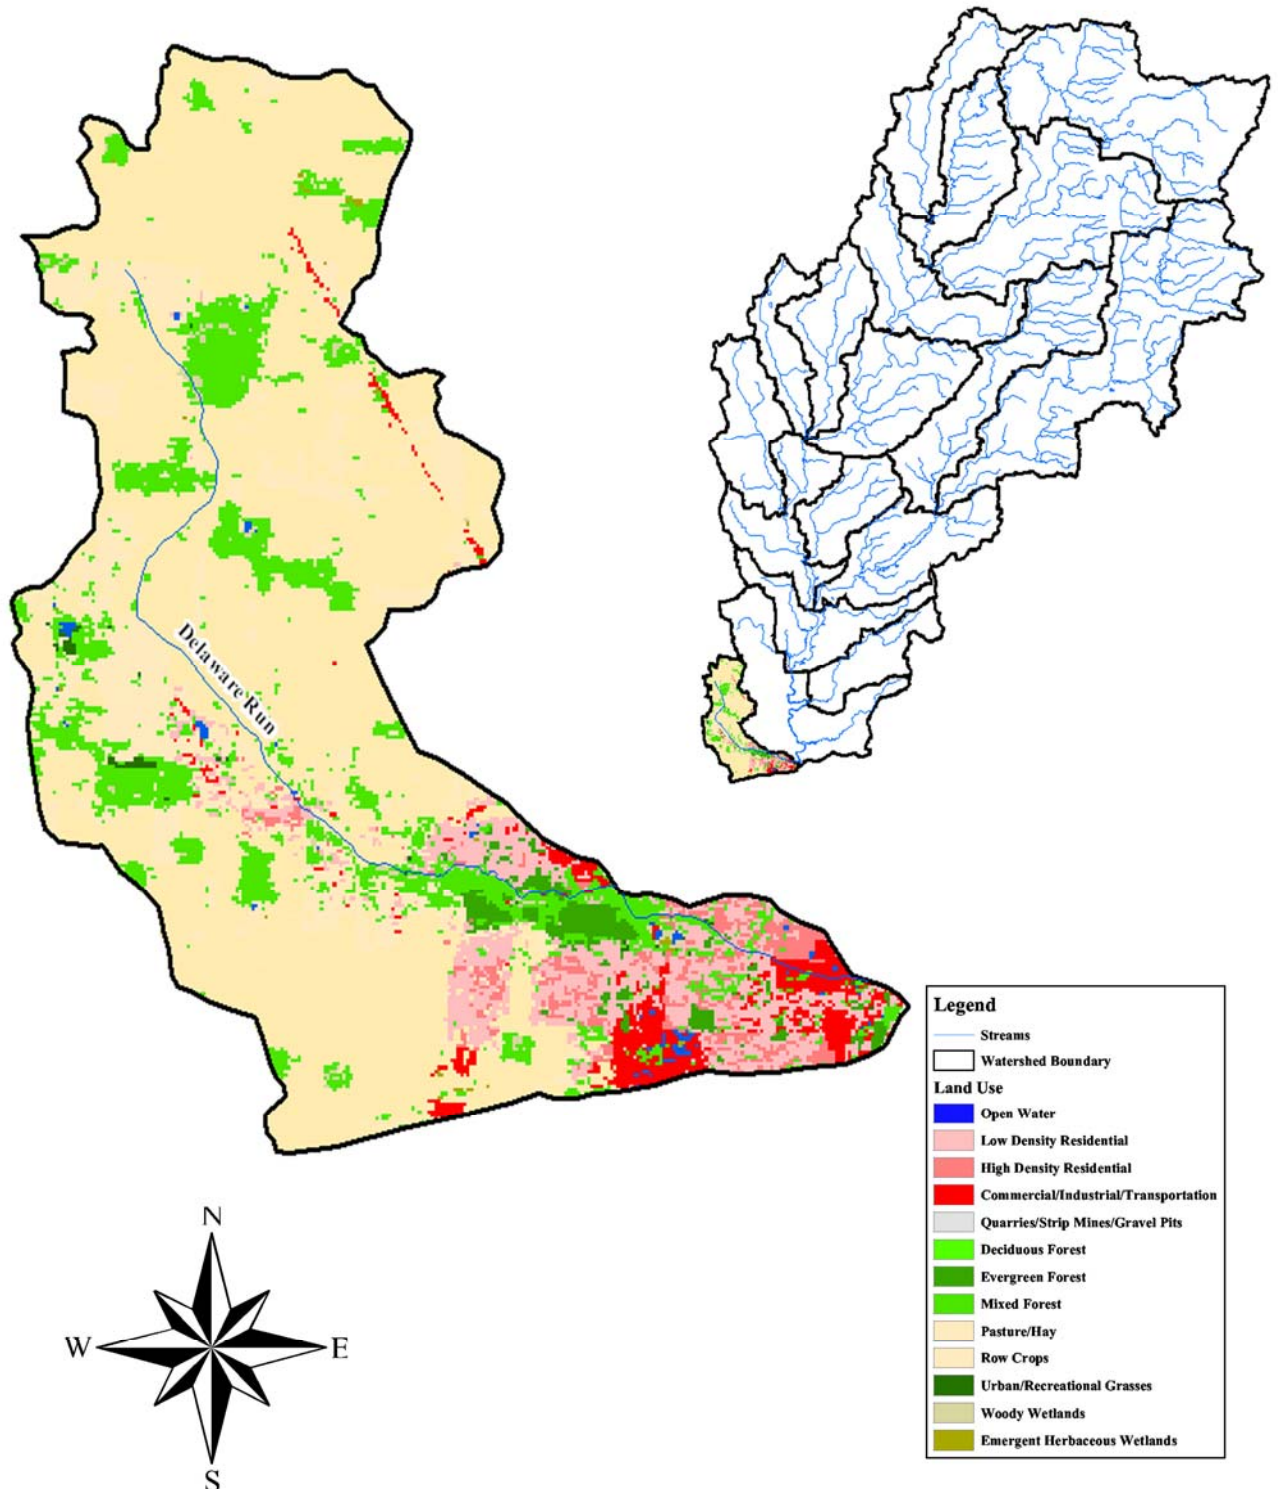 Delaware Run
Legend
Streams
Watershed Boundary
Land Use
Open Water
Low Density Residential
High Density Residential
Commercial/Industrial/Transportation
Quarries/Strip Mines/Gravel Pits
Deciduous Forest
Evergreen Forest
Mixed Forest
Pasture/Hay
Row Crops
Urban/Recreational Grasses
Woody Wetlands
Emergent Herbaceous Wetlands
N
W E
S